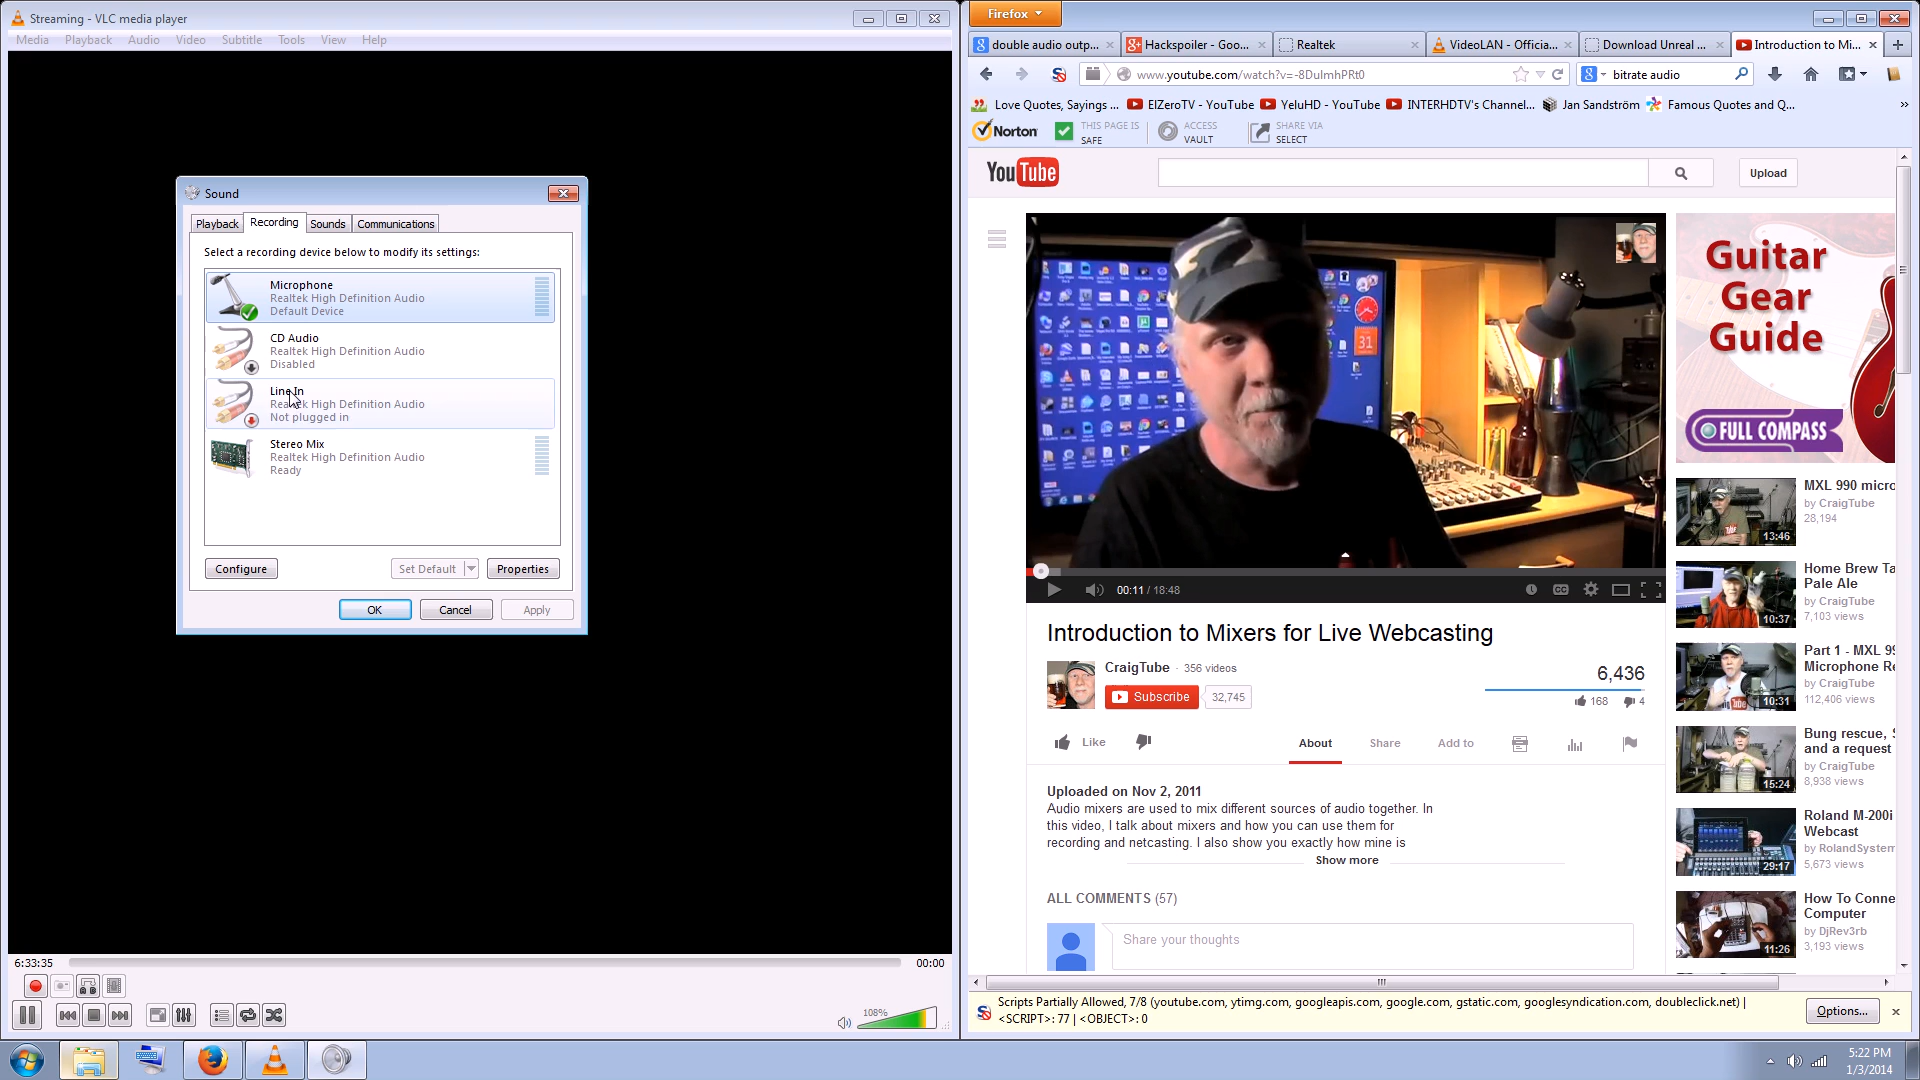 Streaming - VLC media player
Media Playback Audio Video Subtitle Tools View Help
Sound
Playback Recording Sounds Communications
Select a recording device below to modify its settings:
Microphone
Realtek High Definition Audio
Default Device
CD Audio
Realtek High Definition Audio
Disabled
Line In
Realtek High Definition Audio
Not plugged in
Stereo Mix
Realtek High Definition Audio
Ready
Configure Set Default Properties
OK Cancel Apply
6:33:35 00:00
108%
Firefox
double audio outp... Hackspoiler - Goo... Realtek VideoLAN - Officia... Download Unreal ... Introduction to Mi...
www.youtube.com/watch?v=-8DulmhPRt0
bitrate audio
Love Quotes, Sayings ... ElZeroTV - YouTube YeluHD - YouTube INTERHDTV's Channel... Jan Sandström Famous Quotes and Q...
Norton THIS PAGE IS SAFE ACCESS VAULT SHARE VIA SELECT
YouTube Upload
31
00:11 / 18:48
CC
Introduction to Mixers for Live Webcasting
CraigTube · 356 videos
Subscribe 32,745
6,436
168 4
Like About Share Add to
Uploaded on Nov 2, 2011
Audio mixers are used to mix different sources of audio together. In
this video, I talk about mixers and how you can use them for
recording and netcasting. I also show you exactly how mine is
Show more
ALL COMMENTS (57)
Share your thoughts
Guitar
Gear
Guide
FULL COMPASS
13:46
MXL 990 micro
by CraigTube
28,194
10:37
Home Brew Ta
Pale Ale
by CraigTube
7,103 views
10:31
Part 1 - MXL 99
Microphone Re
by CraigTube
112,406 views
15:24
Bung rescue, S
and a request
by CraigTube
8,938 views
29:17
Roland M-200i
Webcast
by RolandSystem
5,673 views
11:26
How To Conne
Computer
by DjRev3rb
3,193 views
Scripts Partially Allowed, 7/8 (youtube.com, ytimg.com, googleapis.com, google.com, gstatic.com, googlesyndication.com, doubleclick.net) |
<SCRIPT>: 77 | <OBJECT>: 0
Options...
5:22 PM
1/3/2014